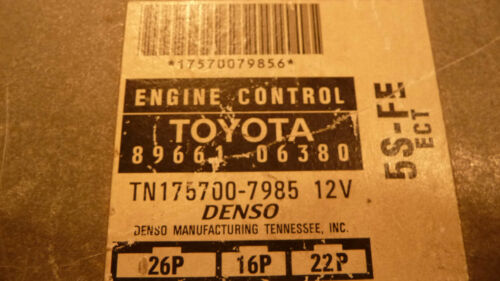 *17570079856*
ENGINE CONTROL
TOYOTA
89661-06380
TN175700-7985 12V
DENSO
DENSO MANUFACTURING TENNESSEE, INC.
26P 16P 22P
5S-FE
ECT